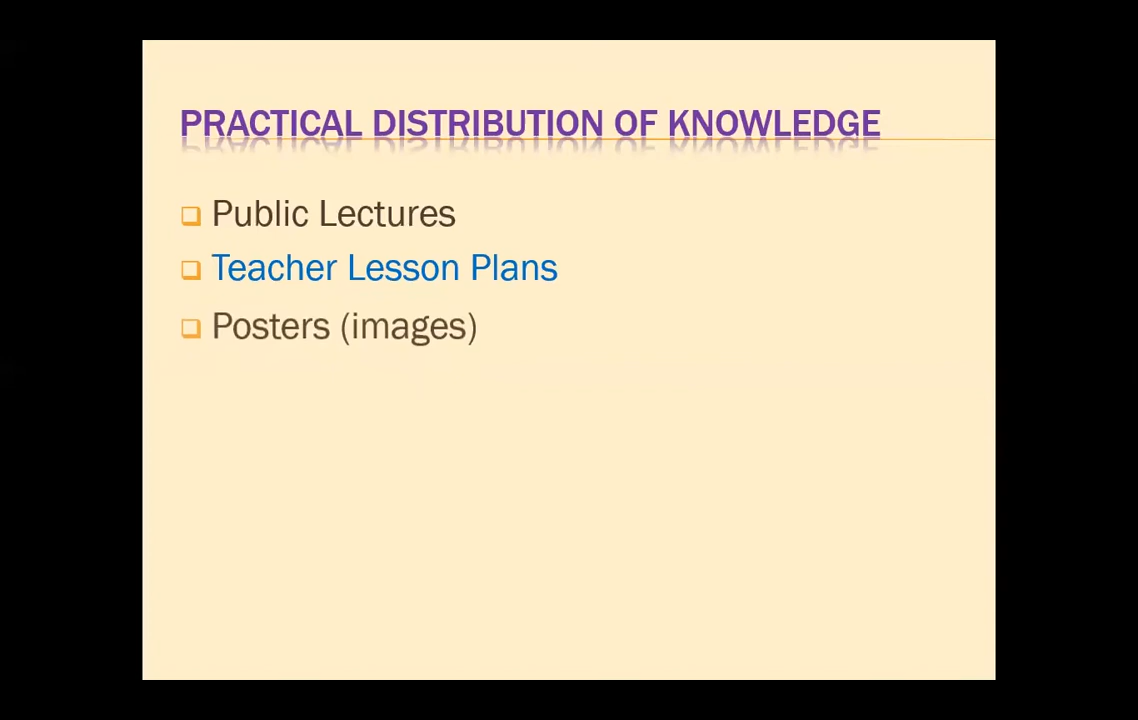 PRACTICAL DISTRIBUTION OF KNOWLEDGE
Public Lectures
Teacher Lesson Plans
Posters (images)